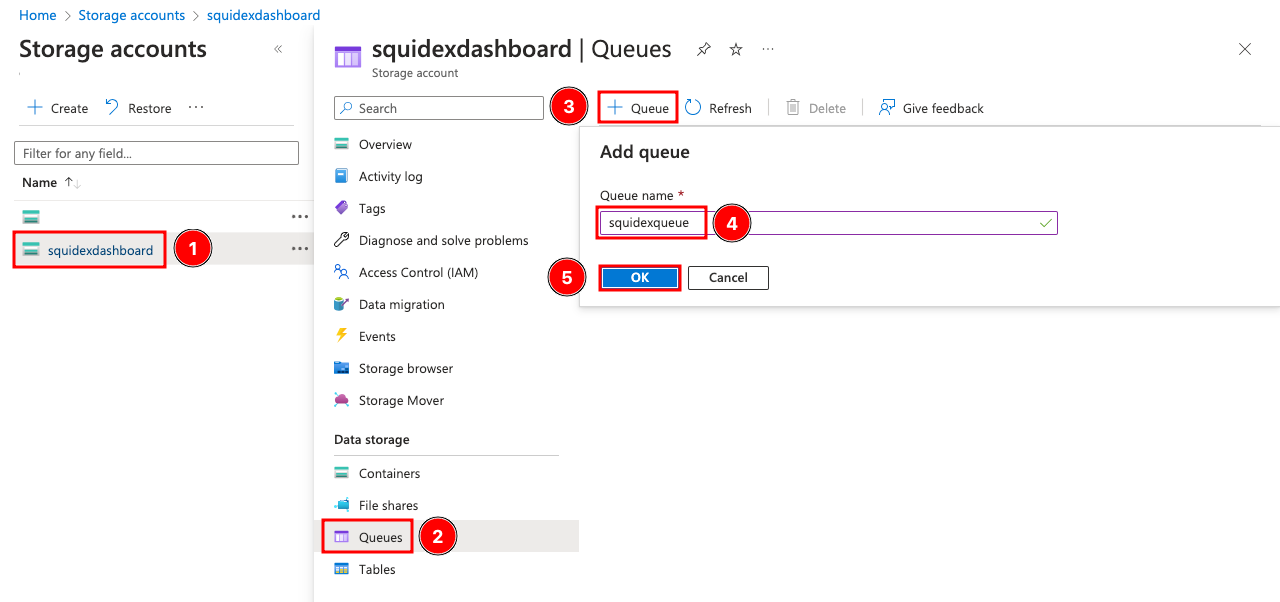 Home > Storage accounts > squidexdashboard
Storage accounts «
Create Restore ...
Filter for any field...
Name ↑↓
squidexdashboard ...
1
squidexdashboard | Queues ...
Storage account
Search
3
Queue Refresh Delete Give feedback
Overview
Activity log
Tags
Diagnose and solve problems
Access Control (IAM)
Data migration
Events
Storage browser
Storage Mover
Data storage
Containers
File shares
Queues
2
Tables
Add queue
Queue name *
squidexqueue
4
5
OK Cancel